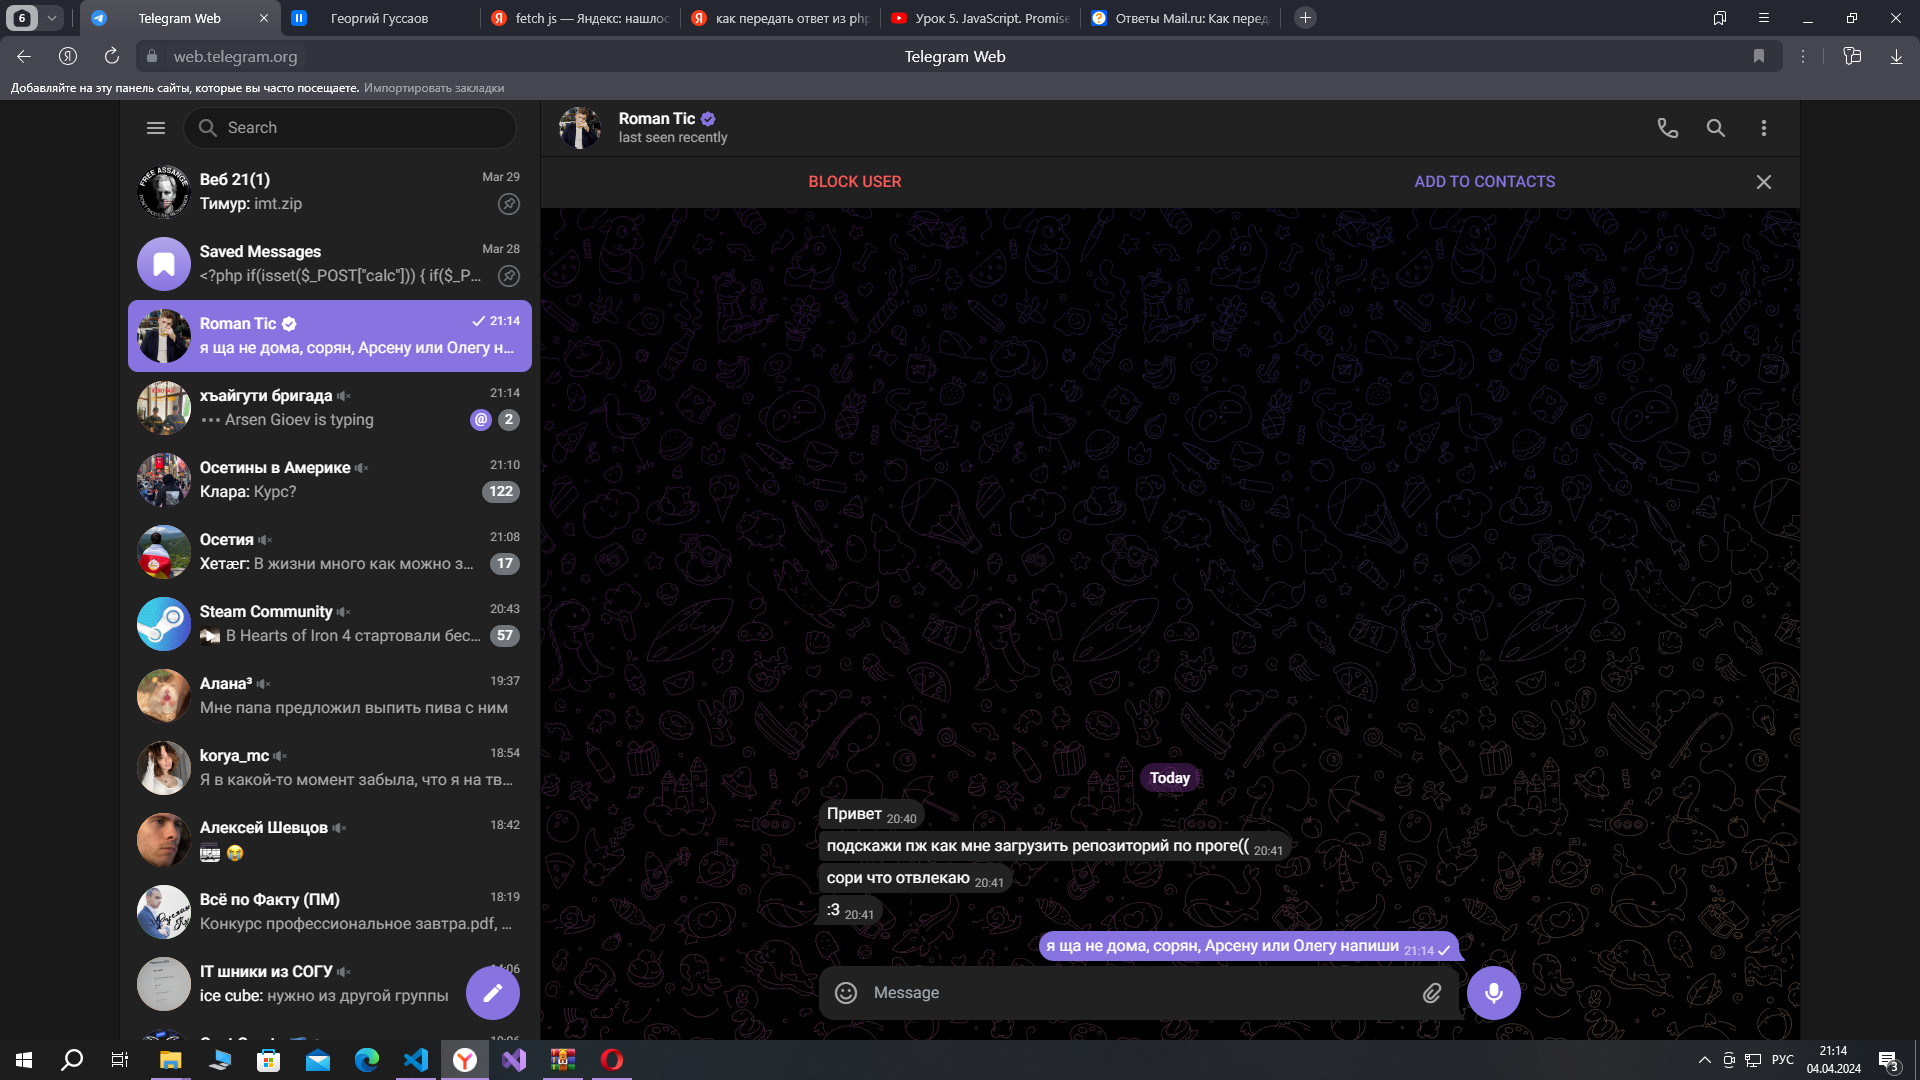 6
Telegram Web
Георгий Гуссаов
fetch js — Яндекс: нашлос
как передать ответ из php
Урок 5. JavaScript. Promise
Ответы Mail.ru: Как перед
web.telegram.org
Telegram Web
Добавляйте на эту панель сайты, которые вы часто посещаете. Импортировать закладки
Search
Веб 21(1)
Mar 29
Тимур: imt.zip
Saved Messages
Mar 28
<?php if(isset($_POST["calc"])) { if($_P...
Roman Tic
21:14
я ща не дома, сорян, Арсену или Олегу н...
хъайгути бригада
21:14
Arsen Gioev is typing
@
2
Осетины в Америке
21:10
Клара: Курс?
122
Осетия
21:08
Хетæг: В жизни много как можно з...
17
Steam Community
20:43
В Hearts of Iron 4 стартовали бес...
57
Алана³
19:37
Мне папа предложил выпить пива с ним
korya_mc
18:54
Я в какой-то момент забыла, что я на тв...
Алексей Шевцов
18:42
😭
Всё по Факту (ПМ)
18:19
Конкурс профессиональное завтра.pdf, ...
IT шники из СОГУ
ice cube: нужно из другой группы
Roman Tic
last seen recently
BLOCK USER
ADD TO CONTACTS
Today
Привет 20:40
подскажи пж как мне загрузить репозиторий по проге(( 20:41
сори что отвлекаю 20:41
:3 20:41
я ща не дома, сорян, Арсену или Олегу напиши 21:14
Message
РУС
21:14
04.04.2024
3